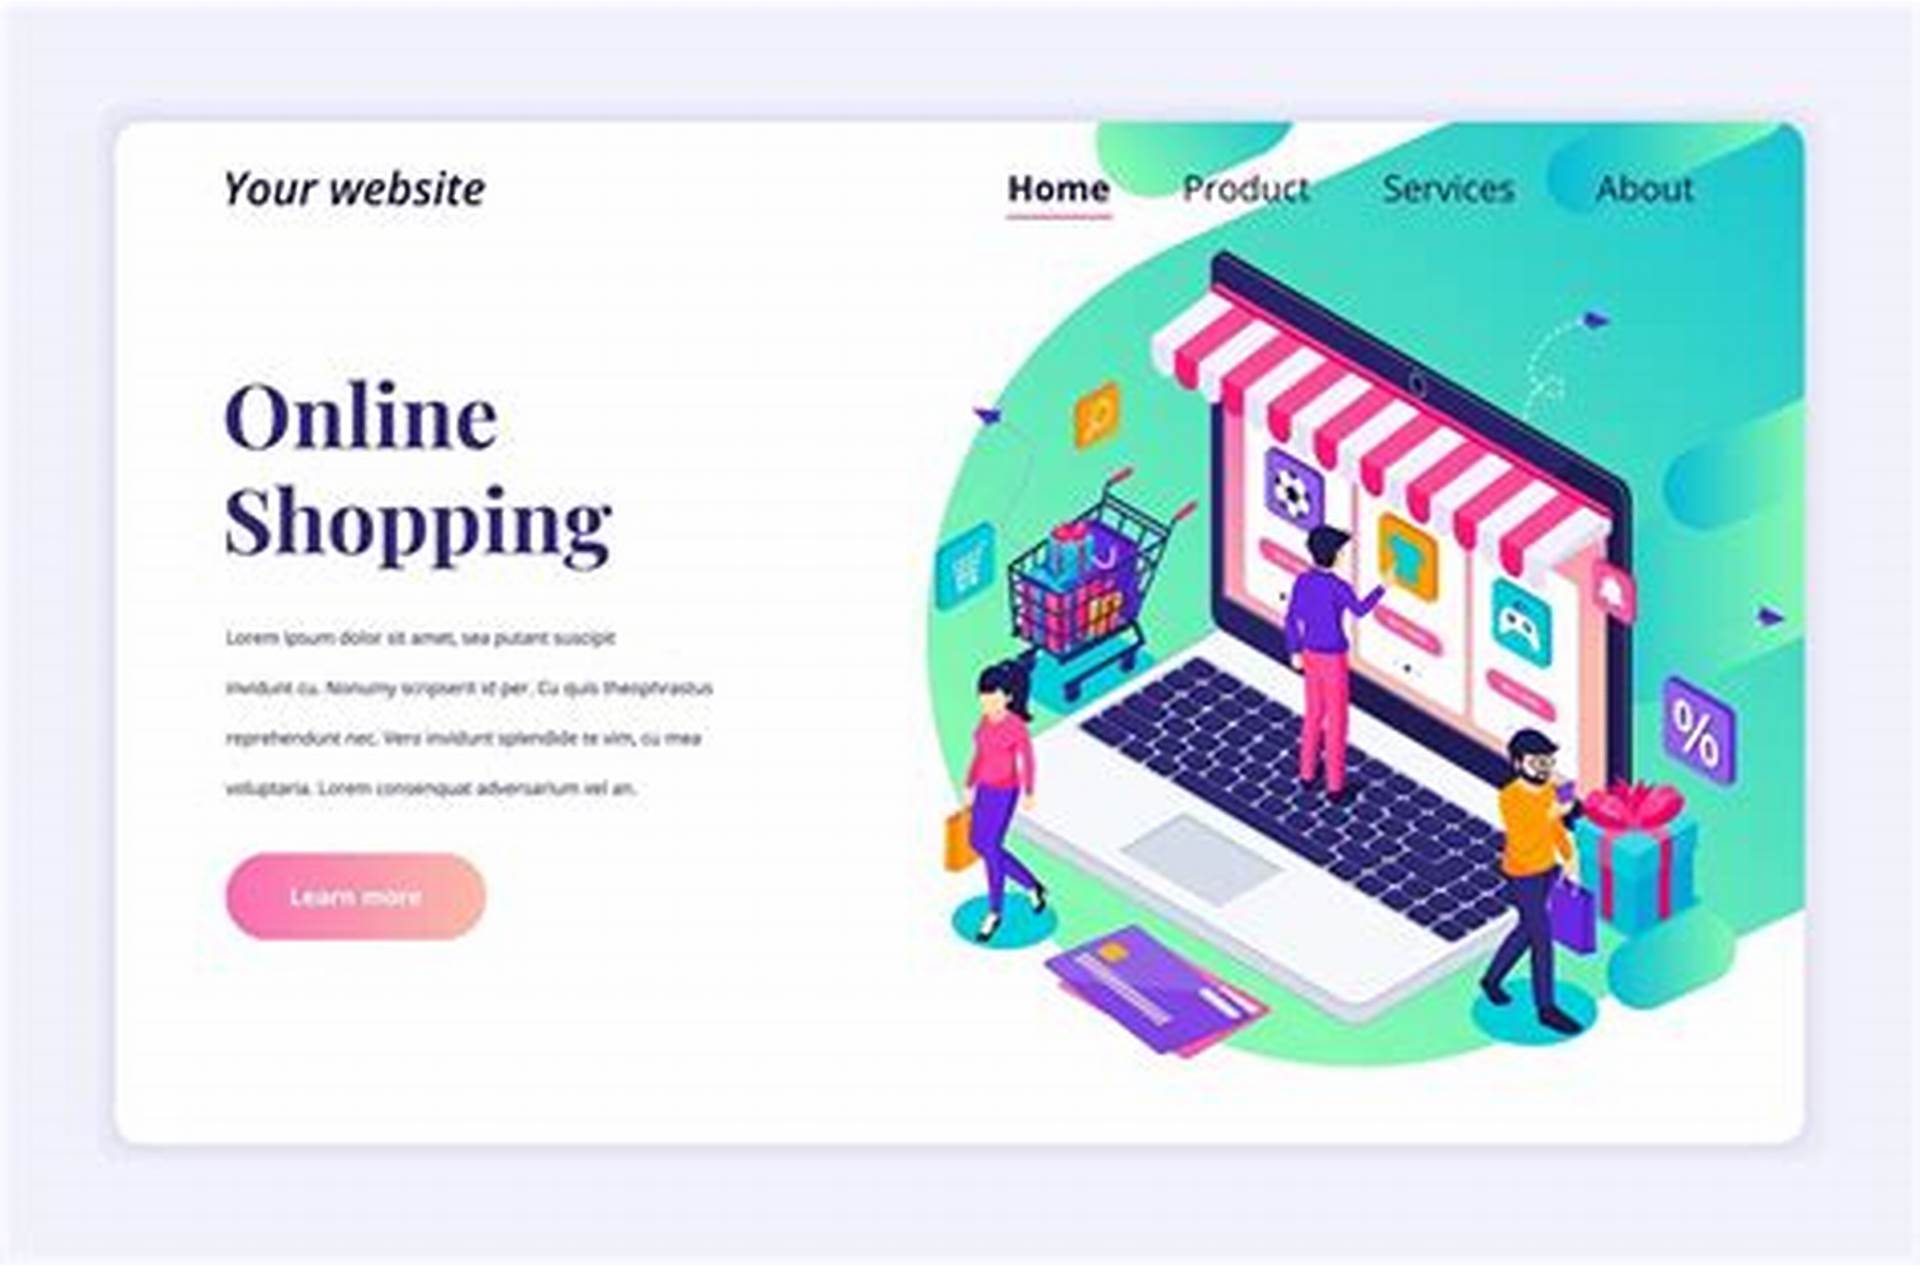 Your website
Home Product Services About
Online
Shopping
Lorem ipsum dolor sit amet, sea putant suscipit
invidunt cu. Nonumy scripserit id per. Cu quis theophrastus
reprehendunt nec. Vero invidunt splendide te vim, cu mea
voluptaria. Lorem consequat adversarium vel an.
Learn more
%